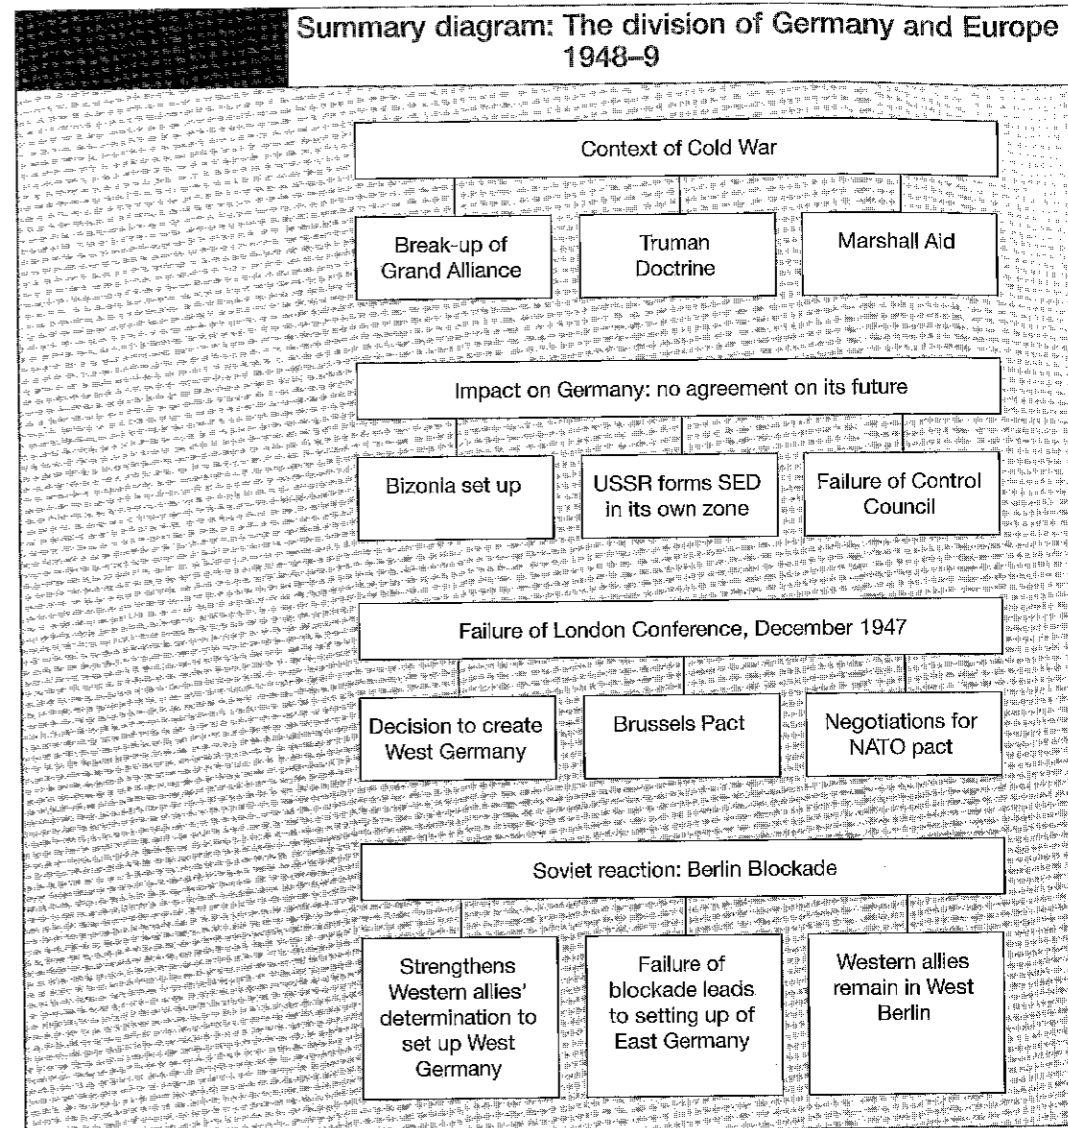 Summary diagram: The division of Germany and Europe
1948–9
Context of Cold War
Break-up of
Grand Alliance
Truman
Doctrine
Marshall Aid
Impact on Germany: no agreement on its future
Bizonia set up
USSR forms SED
in its own zone
Failure of Control
Council
Failure of London Conference, December 1947
Decision to create
West Germany
Brussels Pact
Negotiations for
NATO pact
Soviet reaction: Berlin Blockade
Strengthens
Western allies'
determination to
set up West
Germany
Failure of
blockade leads
to setting up of
East Germany
Western allies
remain in West
Berlin